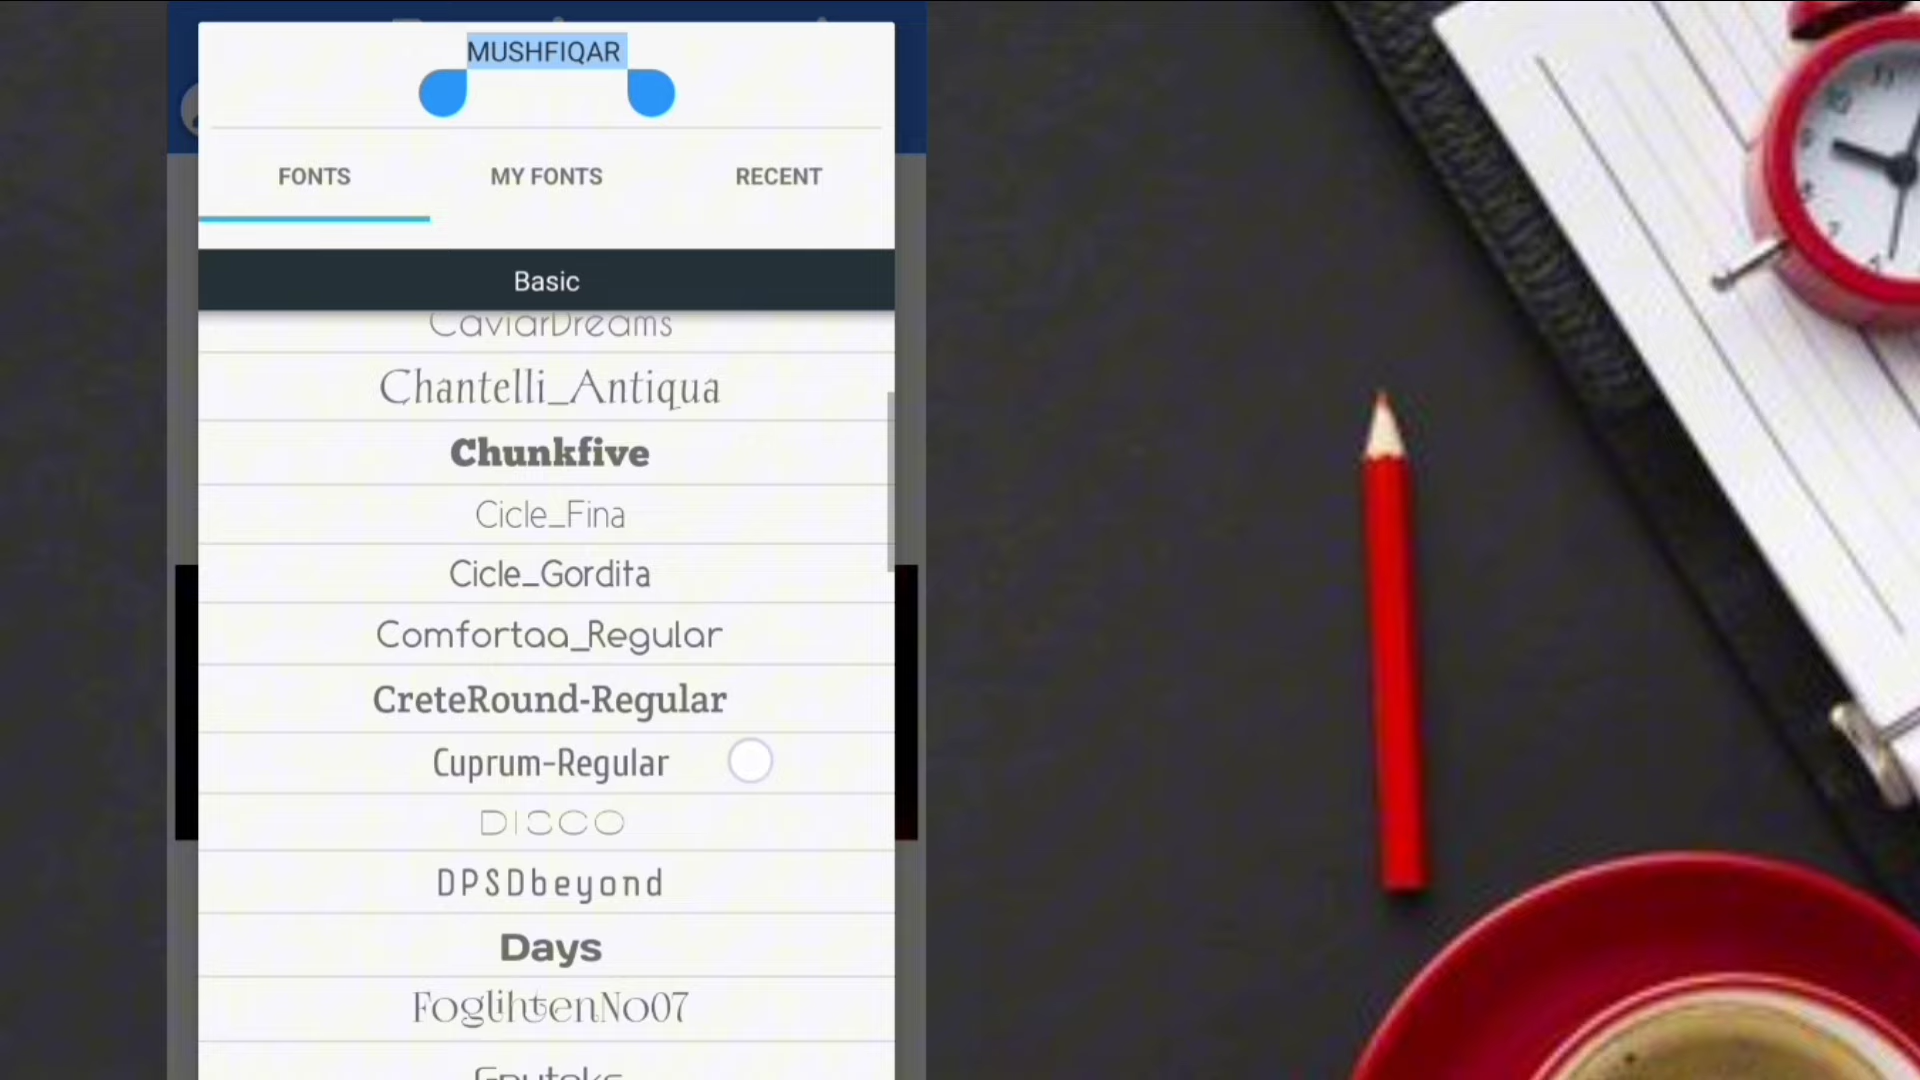 MUSHFIQAR
FONTS MY FONTS RECENT
Basic
CaviarDreams
Chantelli_Antiqua
Chunkfive
Cicle_Fina
Cicle_Gordita
Comfortaa_Regular
CreteRound-Regular
Cuprum-Regular
DISCO
DPSDbeyond
Days
FoglihtenNo07